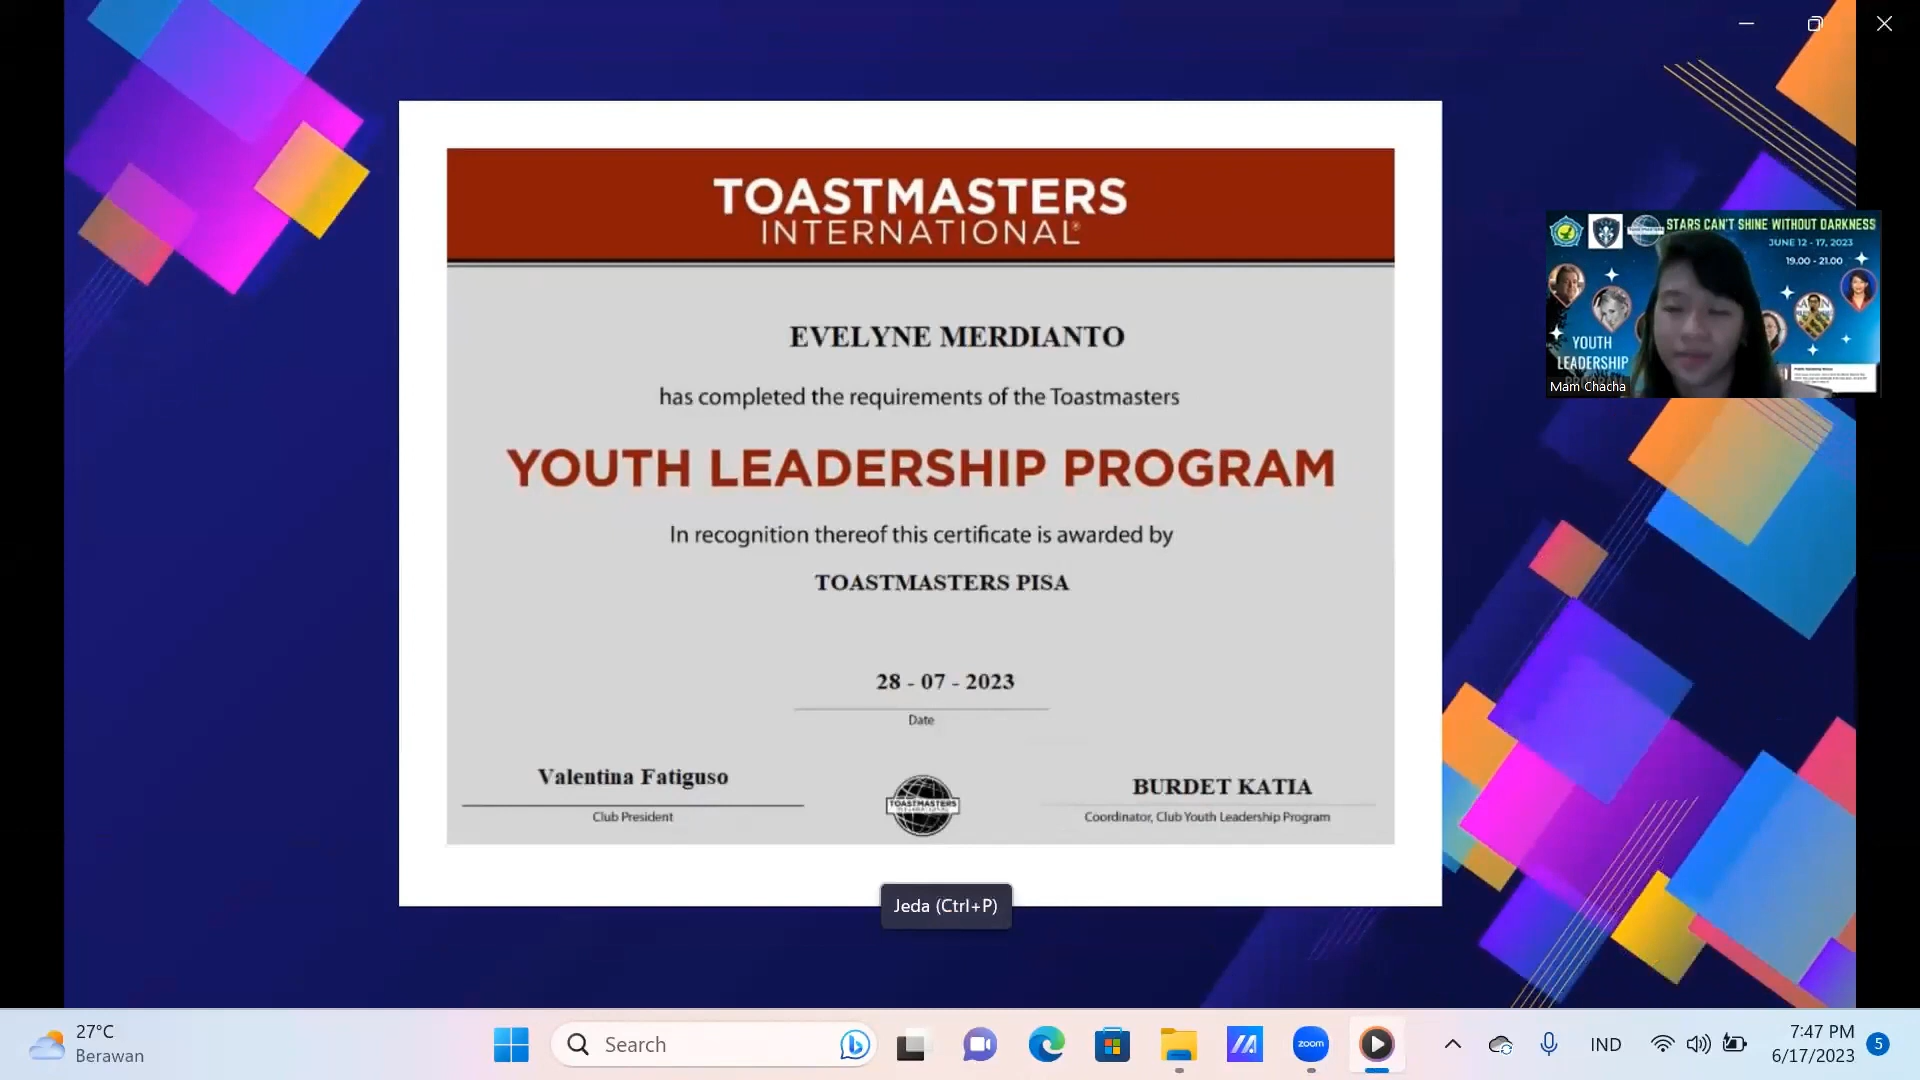 TOASTMASTERS
INTERNATIONAL®
EVELYNE MERDIANTO
has completed the requirements of the Toastmasters
YOUTH LEADERSHIP PROGRAM
In recognition thereof this certificate is awarded by
TOASTMASTERS PISA
28 - 07 - 2023
Date
Valentina Fatiguso
Club President
TOASTMASTERS
BURDET KATIA
Coordinator, Club Youth Leadership Program
STARS CAN'T SHINE WITHOUT DARKNESS
JUNE 12 - 17, 2023
19.00 - 21.00
YOUTH
LEADERSHIP
Mam Chacha
Jeda (Ctrl+P)
27°C
Berawan
Search
zoom
IND
7:47 PM
6/17/2023
5